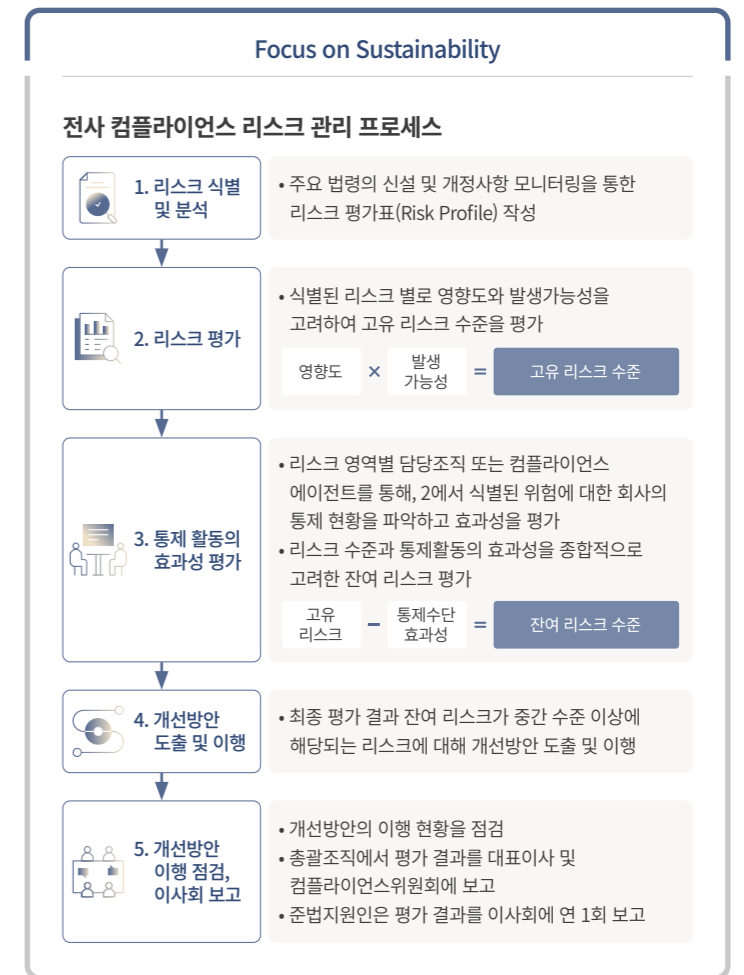 Focus on Sustainability
전사 컴플라이언스 리스크 관리 프로세스
1. 리스크 식별
및 분석
• 주요 법령의 신설 및 개정사항 모니터링을 통한
리스크 평가표(Risk Profile) 작성
2. 리스크 평가
• 식별된 리스크 별로 영향도와 발생가능성을
고려하여 고유 리스크 수준을 평가
영향도 × 발생
가능성 = 고유 리스크 수준
3. 통제 활동의
효과성 평가
• 리스크 영역별 담당조직 또는 컴플라이언스
에이전트를 통해, 2에서 식별된 위험에 대한 회사의
통제 현황을 파악하고 효과성을 평가
• 리스크 수준과 통제활동의 효과성을 종합적으로
고려한 잔여 리스크 평가
고유
리스크 − 통제수단
효과성 = 잔여 리스크 수준
4. 개선방안
도출 및 이행
• 최종 평가 결과 잔여 리스크가 중간 수준 이상에
해당되는 리스크에 대해 개선방안 도출 및 이행
5. 개선방안
이행 점검,
이사회 보고
• 개선방안의 이행 현황을 점검
• 총괄조직에서 평가 결과를 대표이사 및
컴플라이언스위원회에 보고
• 준법지원인은 평가 결과를 이사회에 연 1회 보고